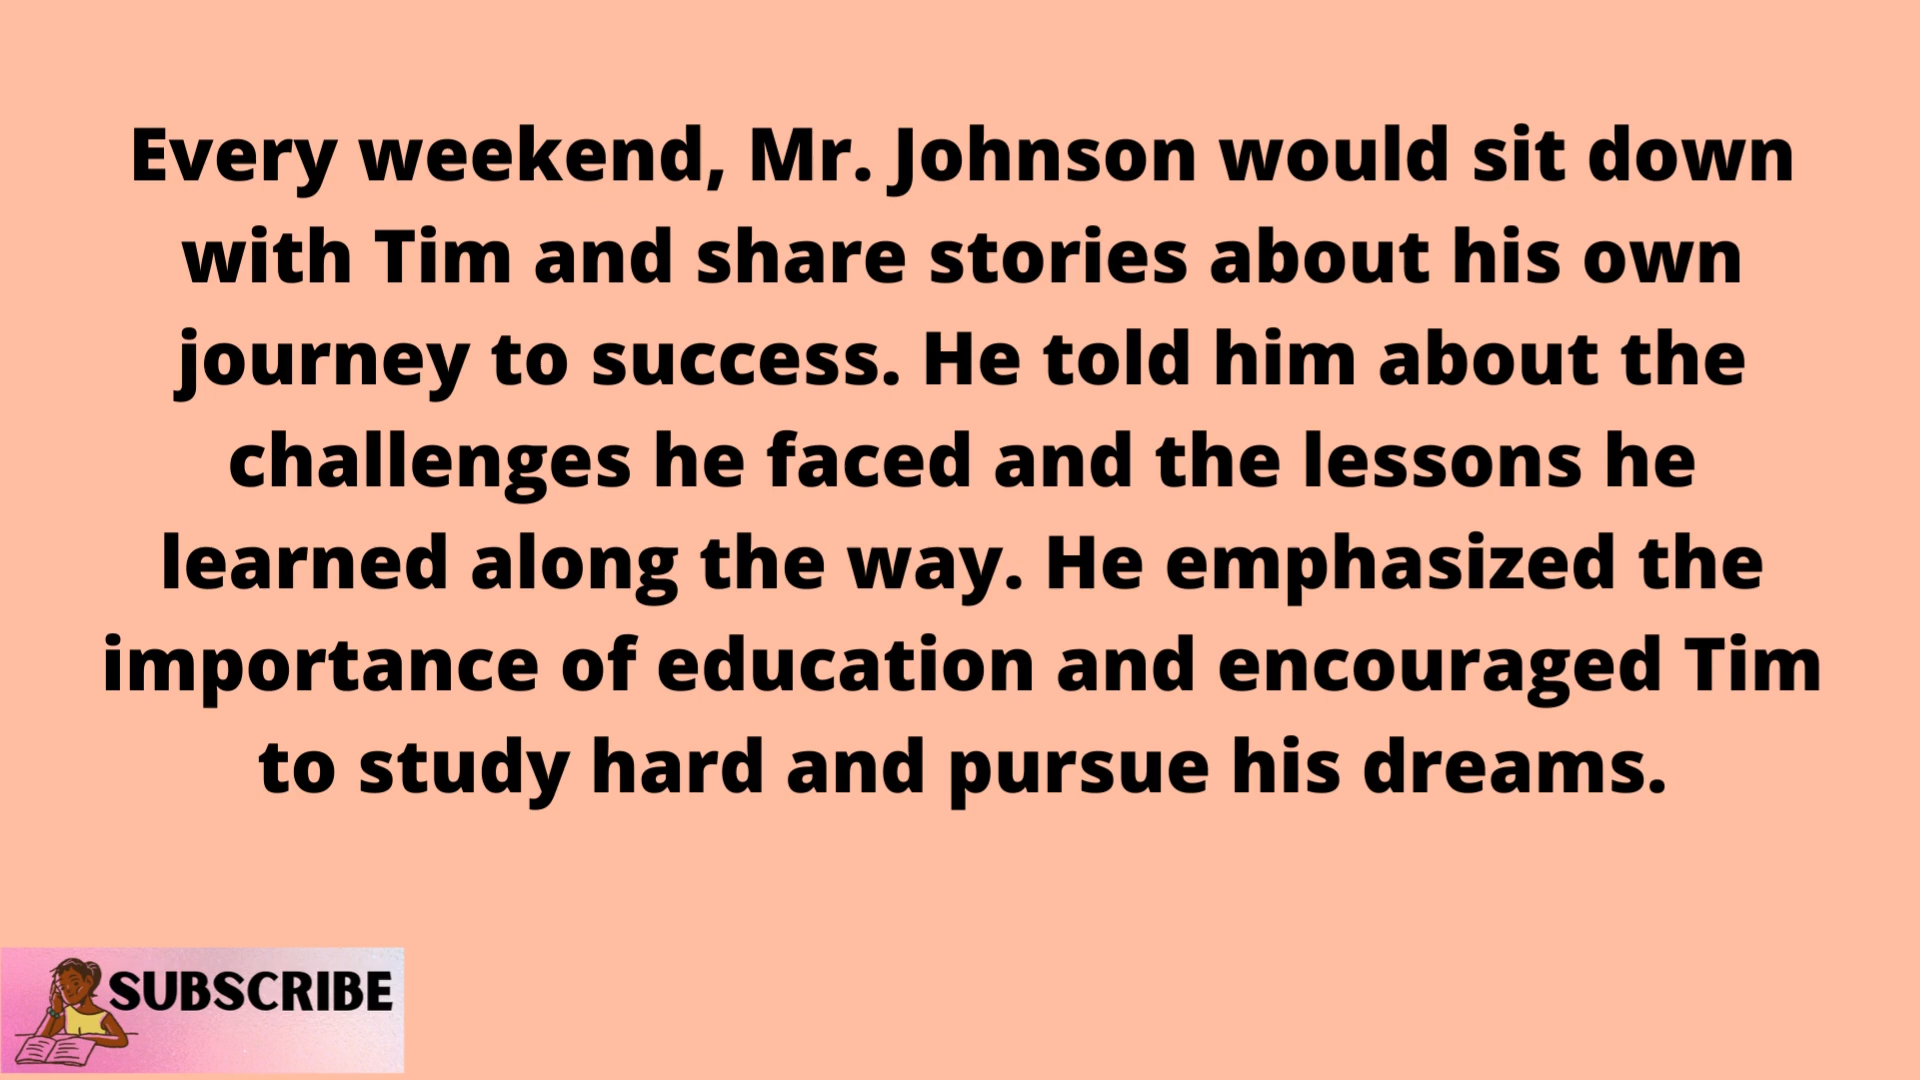 Every weekend, Mr. Johnson would sit down
with Tim and share stories about his own
journey to success. He told him about the
challenges he faced and the lessons he
learned along the way. He emphasized the
importance of education and encouraged Tim
to study hard and pursue his dreams.
SUBSCRIBE